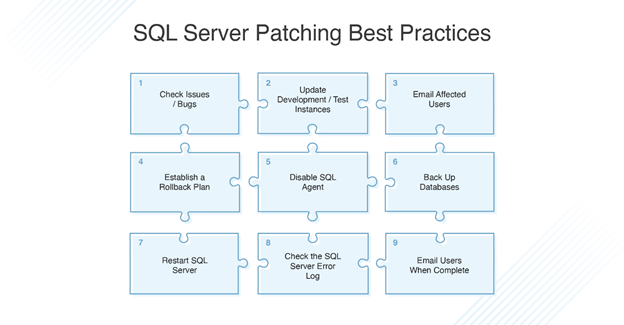 SQL Server Patching Best Practices
1
Check Issues
/ Bugs
2
Update
Development / Test
Instances
3
Email Affected
Users
4
Establish a
Rollback Plan
5
Disable SQL
Agent
6
Back Up
Databases
7
Restart SQL
Server
8
Check the SQL
Server Error
Log
9
Email Users
When Complete